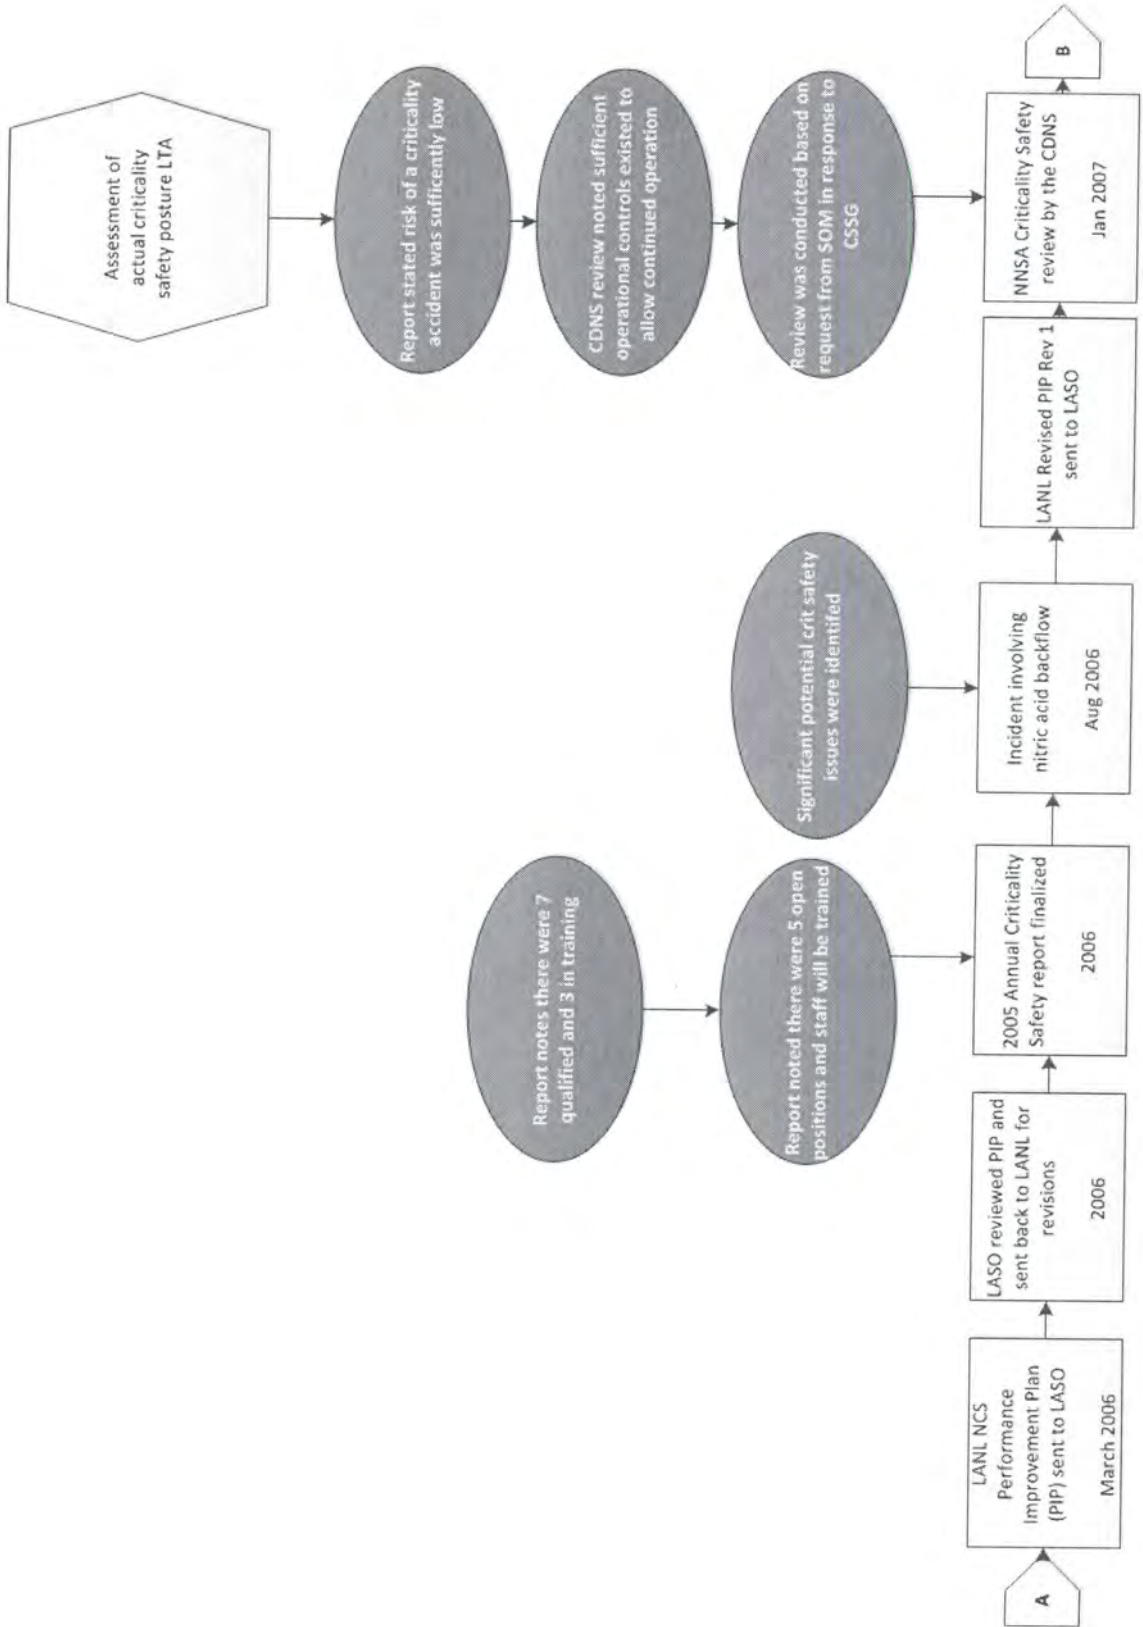 Assessment of
actual criticality
safety posture LTA
Report stated risk of a criticality
accident was sufficently low
CDNS review noted sufficient
operational controls existed to
allow continued operation
Review was conducted based on
request from SOM in response to
CSSG
Report notes there were 7
qualified and 3 in training
Report noted there were 5 open
positions and staff will be trained
Significant potential crit safety
issues were identifed
A
LANL NCS
Performance
Improvement Plan
(PIP) sent to LASO
March 2006
LASO reviewed PIP and
sent back to LANL for
revisions
2006
2005 Annual Criticality
Safety report finalized
2006
Incident involving
nitric acid backflow
Aug 2006
LANL Revised PIP Rev 1
sent to LASO
NNSA Criticality Safety
review by the CDNS
Jan 2007
B